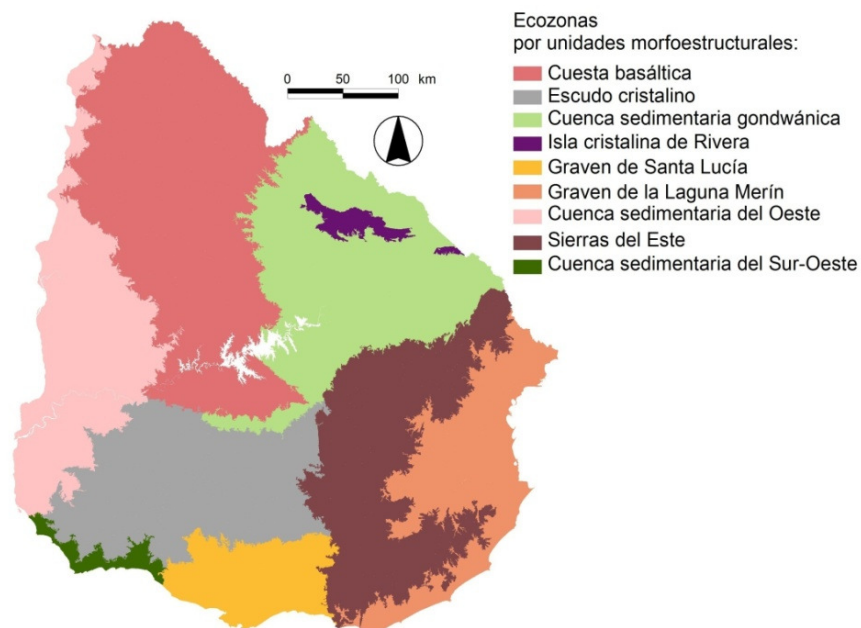 Ecozonas
por unidades morfoestructurales:
Cuesta basáltica
Escudo cristalino
Cuenca sedimentaria gondwánica
Isla cristalina de Rivera
Graven de Santa Lucía
Graven de la Laguna Merín
Cuenca sedimentaria del Oeste
Sierras del Este
Cuenca sedimentaria del Sur-Oeste
0 50 100 km